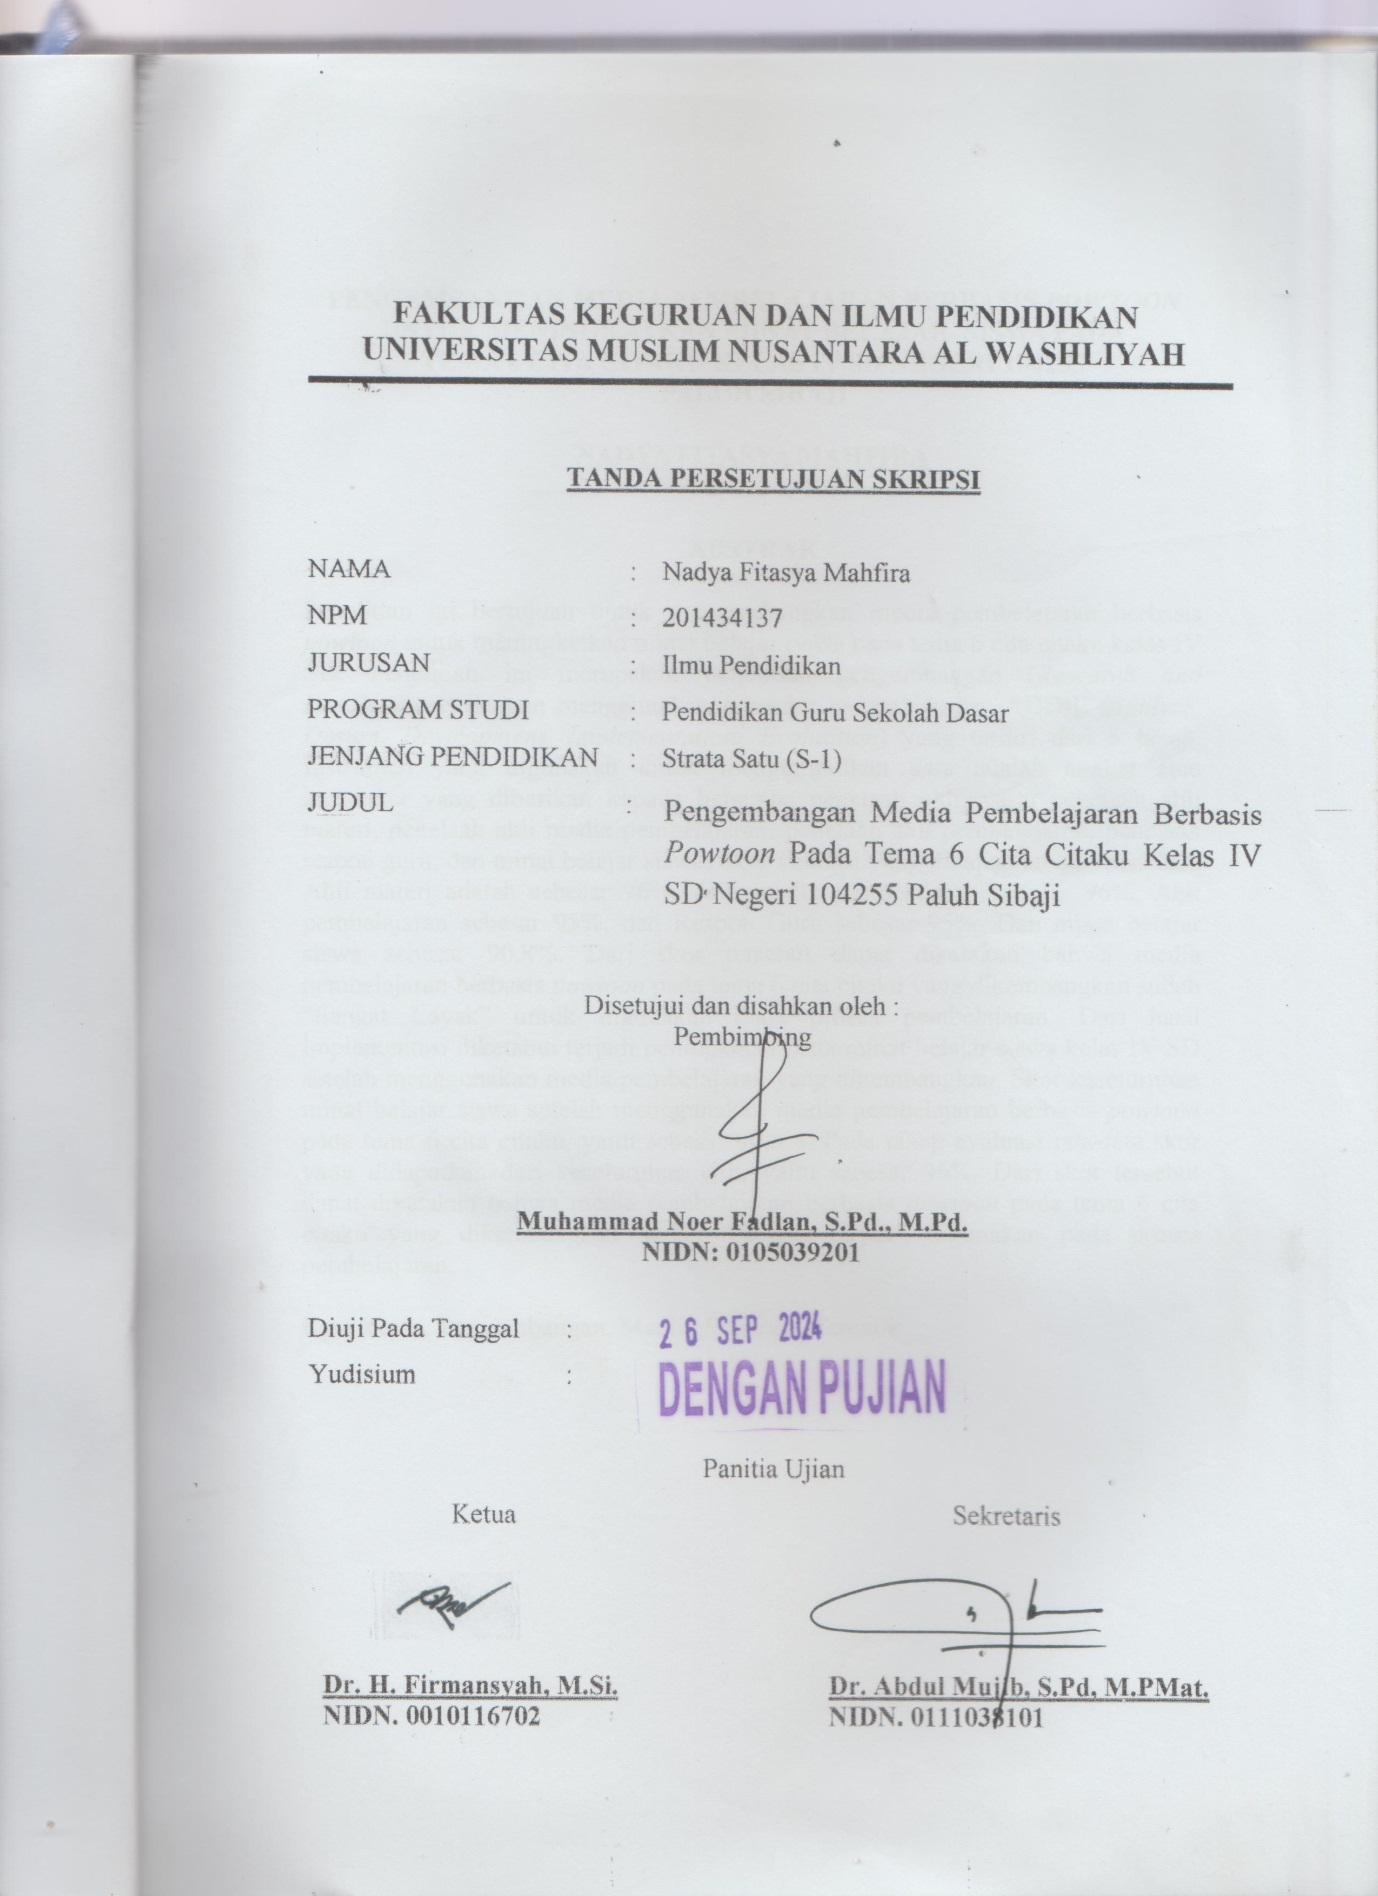 FAKULTAS KEGURUAN DAN ILMU PENDIDIKAN
UNIVERSITAS MUSLIM NUSANTARA AL WASHLIYAH
TANDA PERSETUJUAN SKRIPSI
NAMA : Nadya Fitasya Mahfira
NPM : 201434137
JURUSAN : Ilmu Pendidikan
PROGRAM STUDI : Pendidikan Guru Sekolah Dasar
JENJANG PENDIDIKAN : Strata Satu (S-1)
JUDUL : Pengembangan Media Pembelajaran Berbasis
Powtoon Pada Tema 6 Cita Citaku Kelas IV
SD Negeri 104255 Paluh Sibaji
Disetujui dan disahkan oleh :
Pembimbing
Muhammad Noer Fadlan, S.Pd., M.Pd.
NIDN: 0105039201
Diuji Pada Tanggal : 26 SEP 2024
Yudisium : DENGAN PUJIAN
Panitia Ujian
Ketua Sekretaris
Dr. H. Firmansyah, M.Si. Dr. Abdul Mujib, S.Pd, M.PMat.
NIDN. 0010116702 NIDN. 0111038101